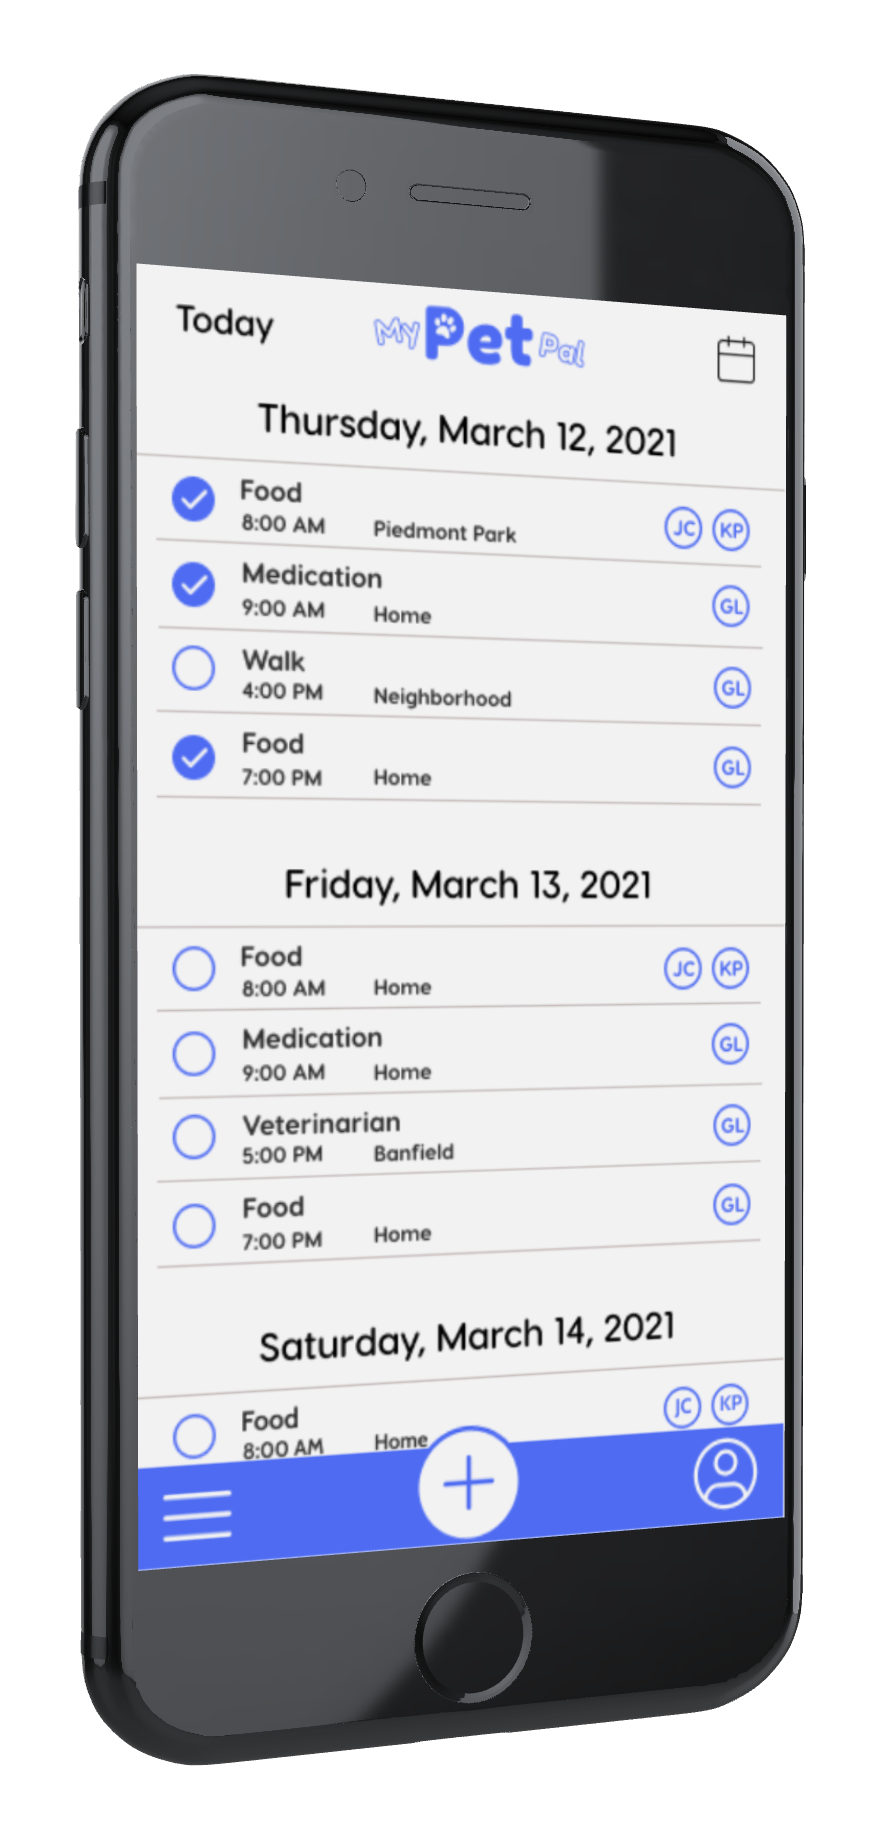 Today
My Pet Pal
Thursday, March 12, 2021
Food
8:00 AM Piedmont Park JC KP
Medication
9:00 AM Home GL
Walk
4:00 PM Neighborhood GL
Food
7:00 PM Home GL
Friday, March 13, 2021
Food
8:00 AM Home JC KP
Medication
9:00 AM Home GL
Veterinarian
5:00 PM Banfield GL
Food
7:00 PM Home GL
Saturday, March 14, 2021
Food JC KP
8:00 AM Home